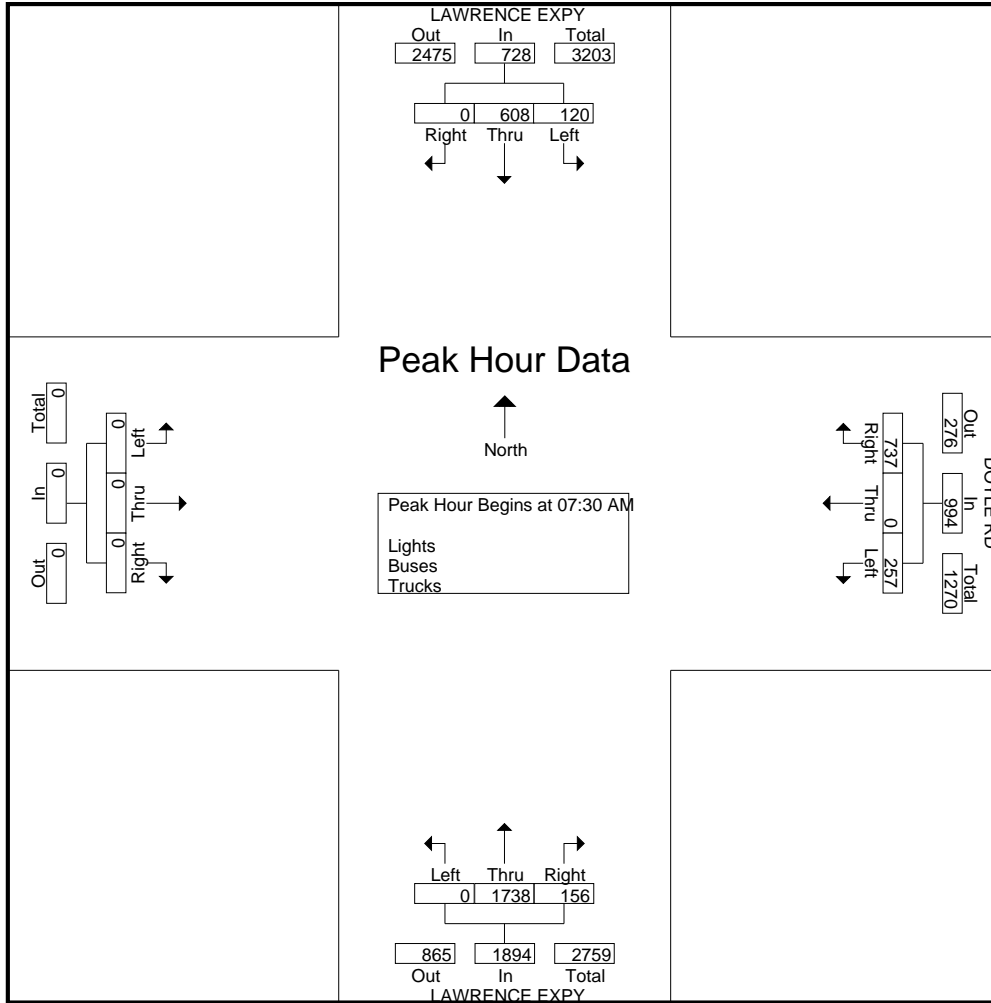 LAWRENCE EXPY
Out In Total
2475 728 3203
0 608 120
Right Thru Left
Peak Hour Data
North
Peak Hour Begins at 07:30 AM
Lights
Buses
Trucks
Total In Out
0 0 0
0 0 0
Left Thru Right
Right Thru Left
737 0 257
276 994 1270
Out In Total
Left Thru Right
0 1738 156
865 1894 2759
Out In Total
LAWRENCE EXPY